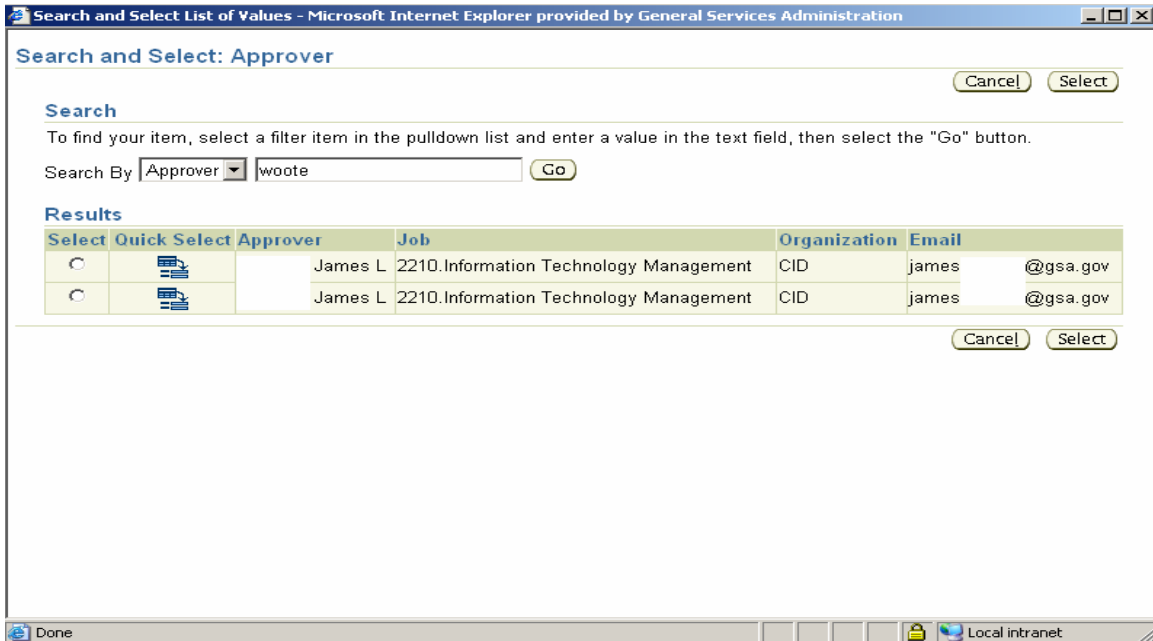 Search and Select List of Values - Microsoft Internet Explorer provided by General Services Administration
Search and Select: Approver
Cancel Select
Search
To find your item, select a filter item in the pulldown list and enter a value in the text field, then select the "Go" button.
Search By Approver woote Go
Results
Select Quick Select Approver Job Organization Email
James L 2210.Information Technology Management CID james @gsa.gov
James L 2210.Information Technology Management CID james @gsa.gov
Cancel Select
Done Local intranet